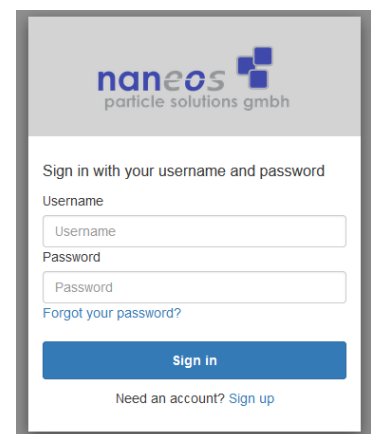 naneos
particle solutions gmbh
Sign in with your username and password
Username
Username
Password
Password
Forgot your password?
Sign in
Need an account? Sign up